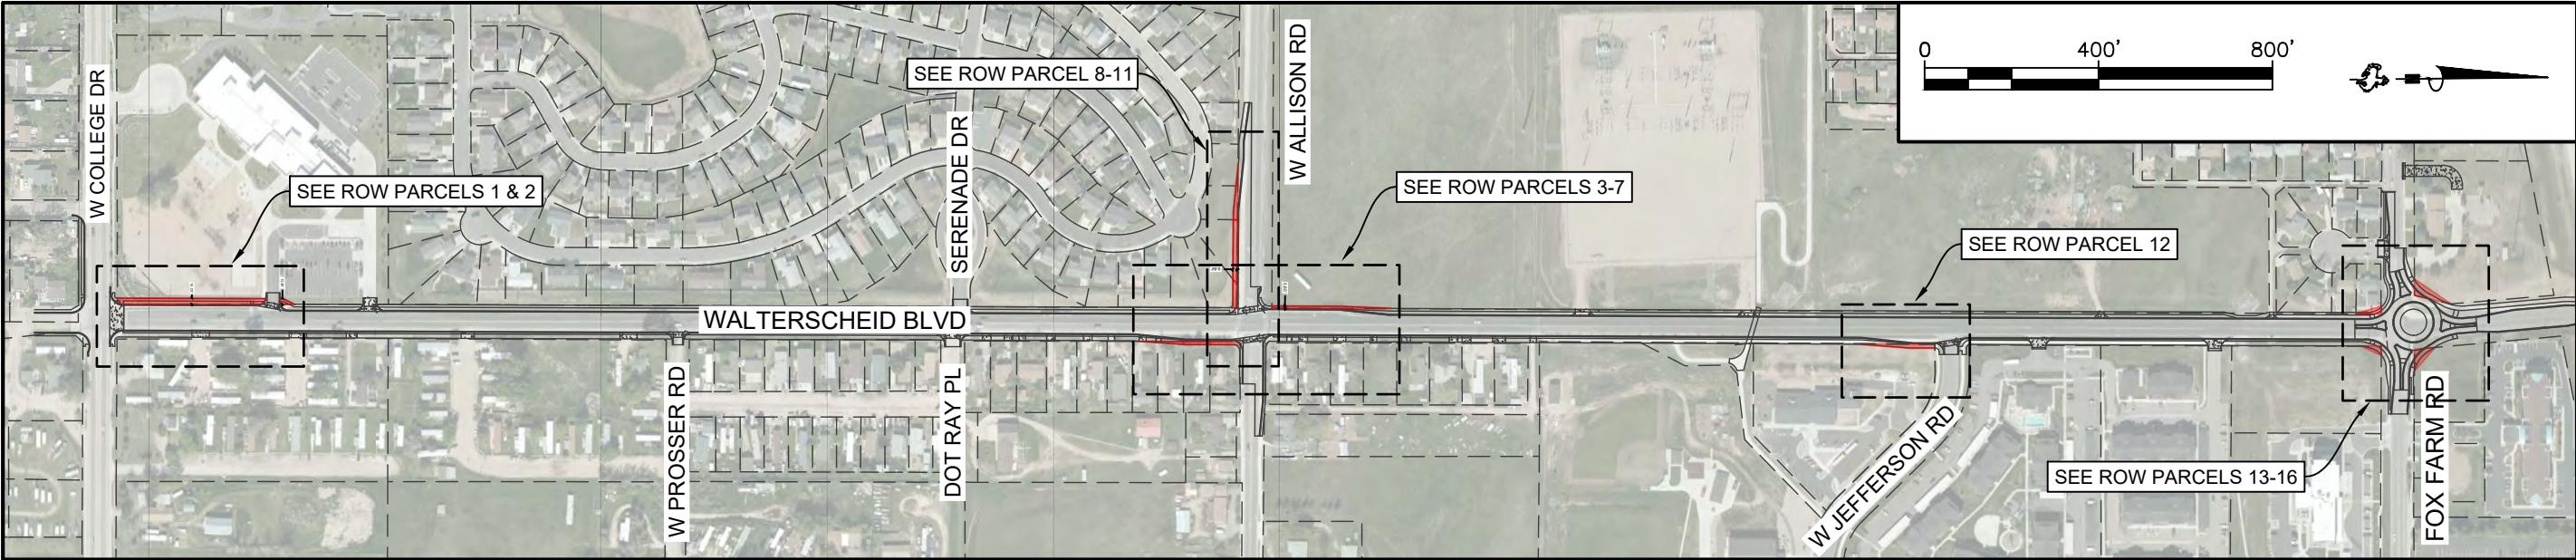 0 400' 800'
W COLLEGE DR
SEE ROW PARCELS 1 & 2
SEE ROW PARCEL 8-11
SERENADE DR
W ALLISON RD
SEE ROW PARCELS 3-7
SEE ROW PARCEL 12
WALTERSCHEID BLVD
W PROSSER RD
DOT RAY PL
W JEFFERSON RD
SEE ROW PARCELS 13-16
FOX FARM RD